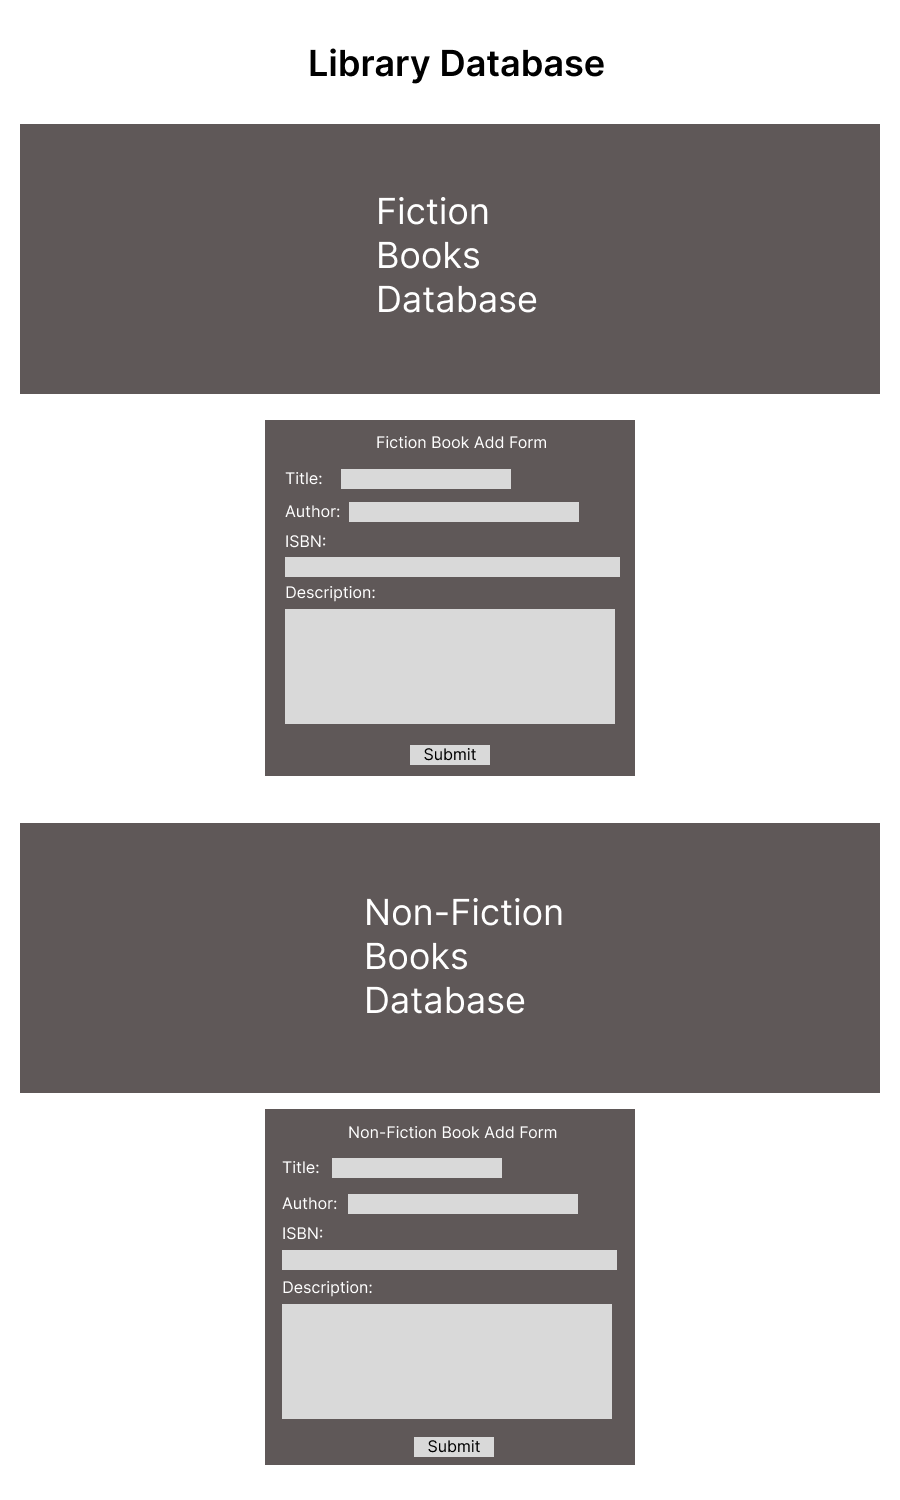 Library Database
Fiction
Books
Database
Fiction Book Add Form
Title:
Author:
ISBN:
Description:
Submit
Non-Fiction
Books
Database
Non-Fiction Book Add Form
Title:
Author:
ISBN:
Description:
Submit